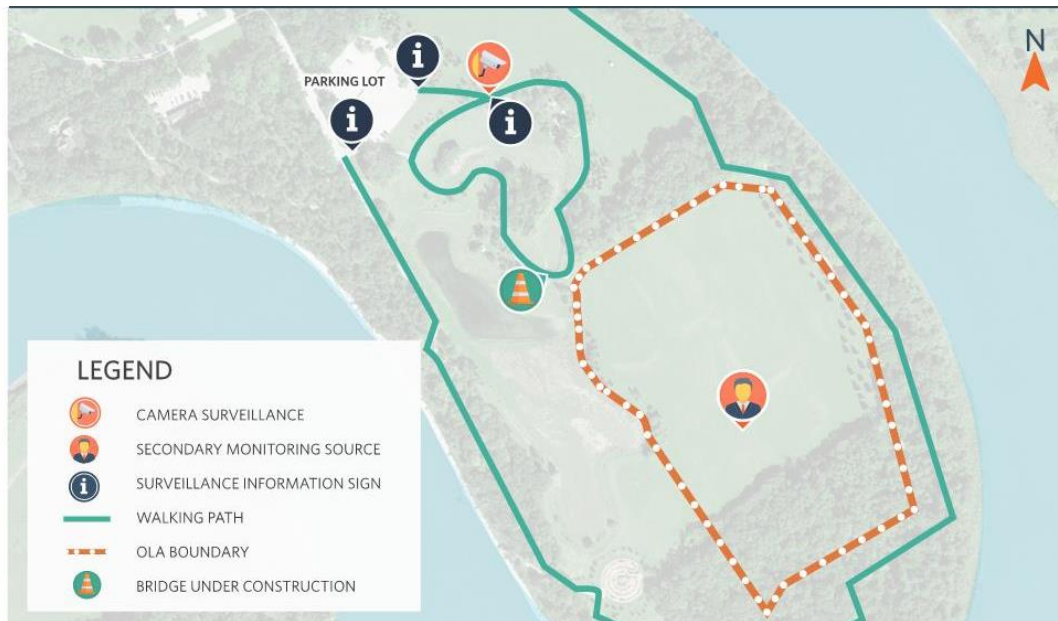 N
PARKING LOT
i
i
i
LEGEND
CAMERA SURVEILLANCE
SECONDARY MONITORING SOURCE
i
SURVEILLANCE INFORMATION SIGN
WALKING PATH
OLA BOUNDARY
BRIDGE UNDER CONSTRUCTION